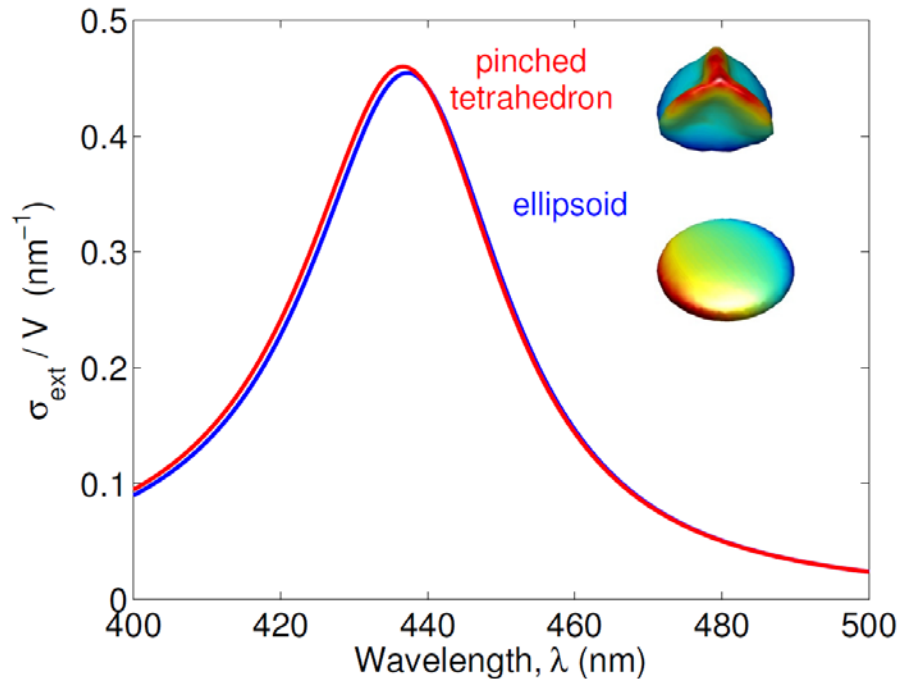 0.5
0.4
0.3
0.2
0.1
0
σext / V (nm⁻¹)
pinched
tetrahedron
ellipsoid
400 420 440 460 480 500
Wavelength, λ (nm)